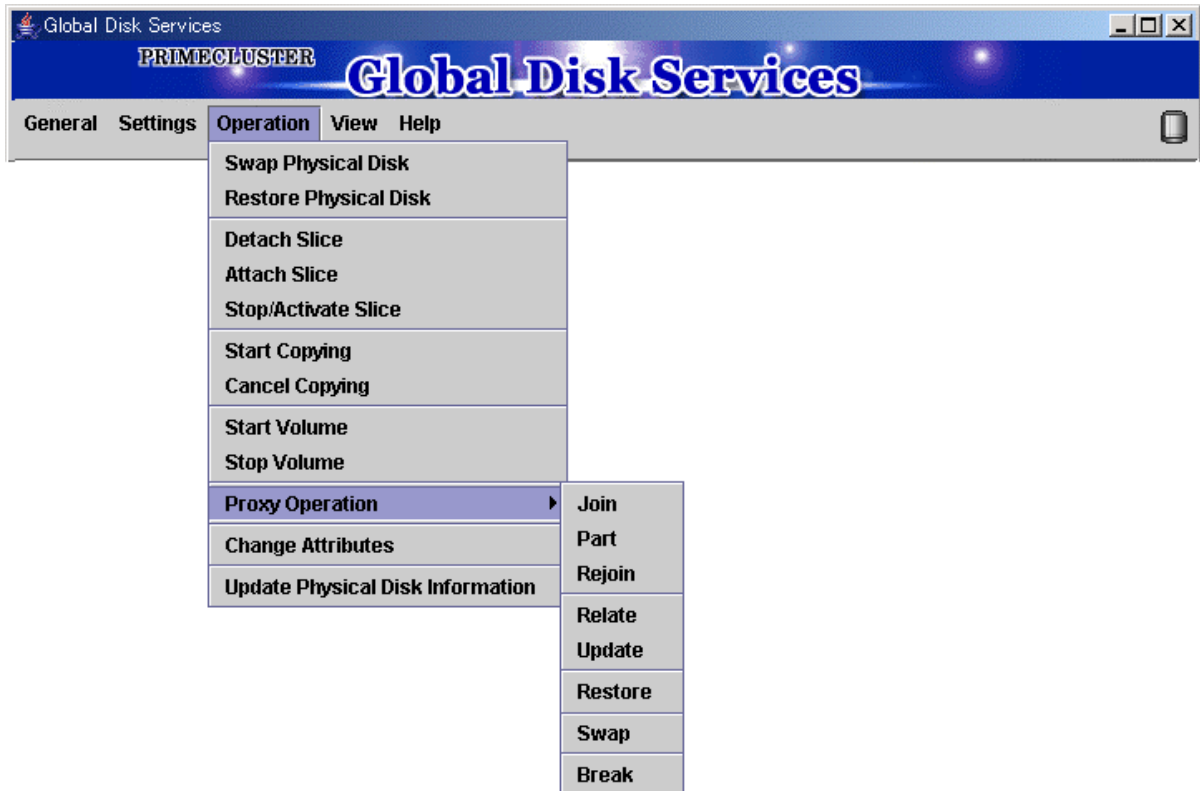 Global Disk Services
PRIMECLUSTER
Global Disk Services
General Settings Operation View Help
Swap Physical Disk
Restore Physical Disk
Detach Slice
Attach Slice
Stop/Activate Slice
Start Copying
Cancel Copying
Start Volume
Stop Volume
Proxy Operation
Change Attributes
Update Physical Disk Information
Join
Part
Rejoin
Relate
Update
Restore
Swap
Break